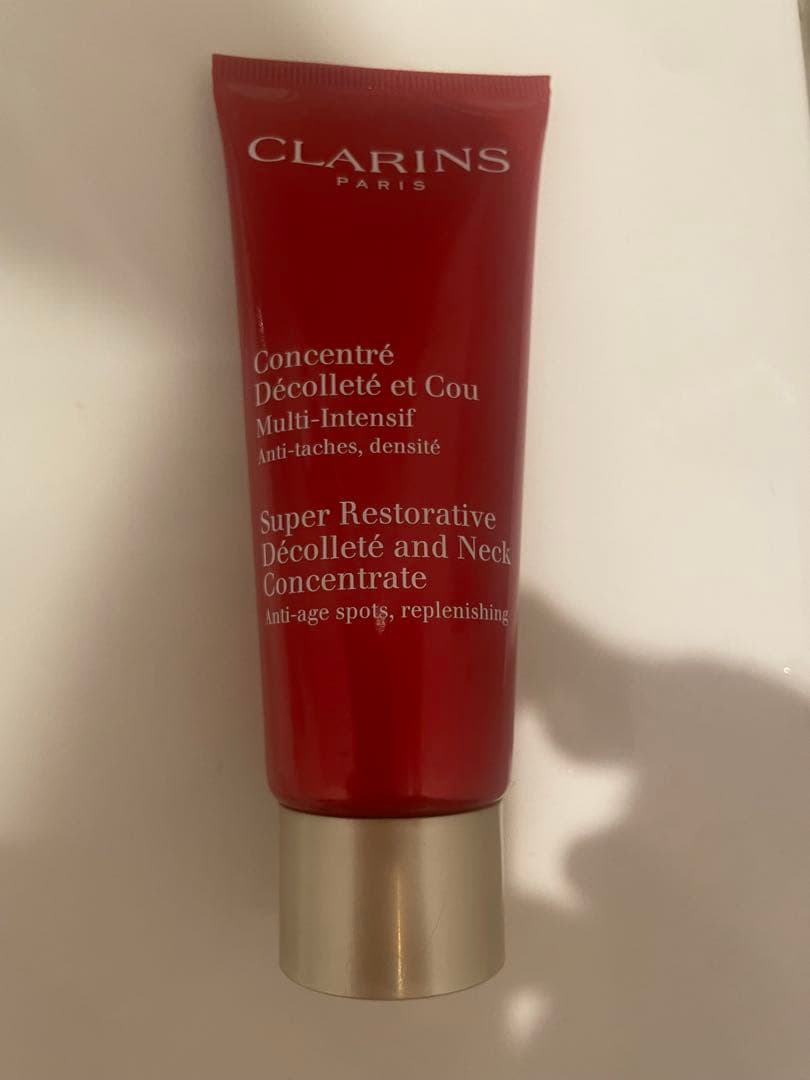 CLARINS
PARIS
Concentré
Décolleté et Cou
Multi-Intensif
Anti-taches, densité
Super Restorative
Décolleté and Neck
Concentrate
Anti-age spots, replenishing